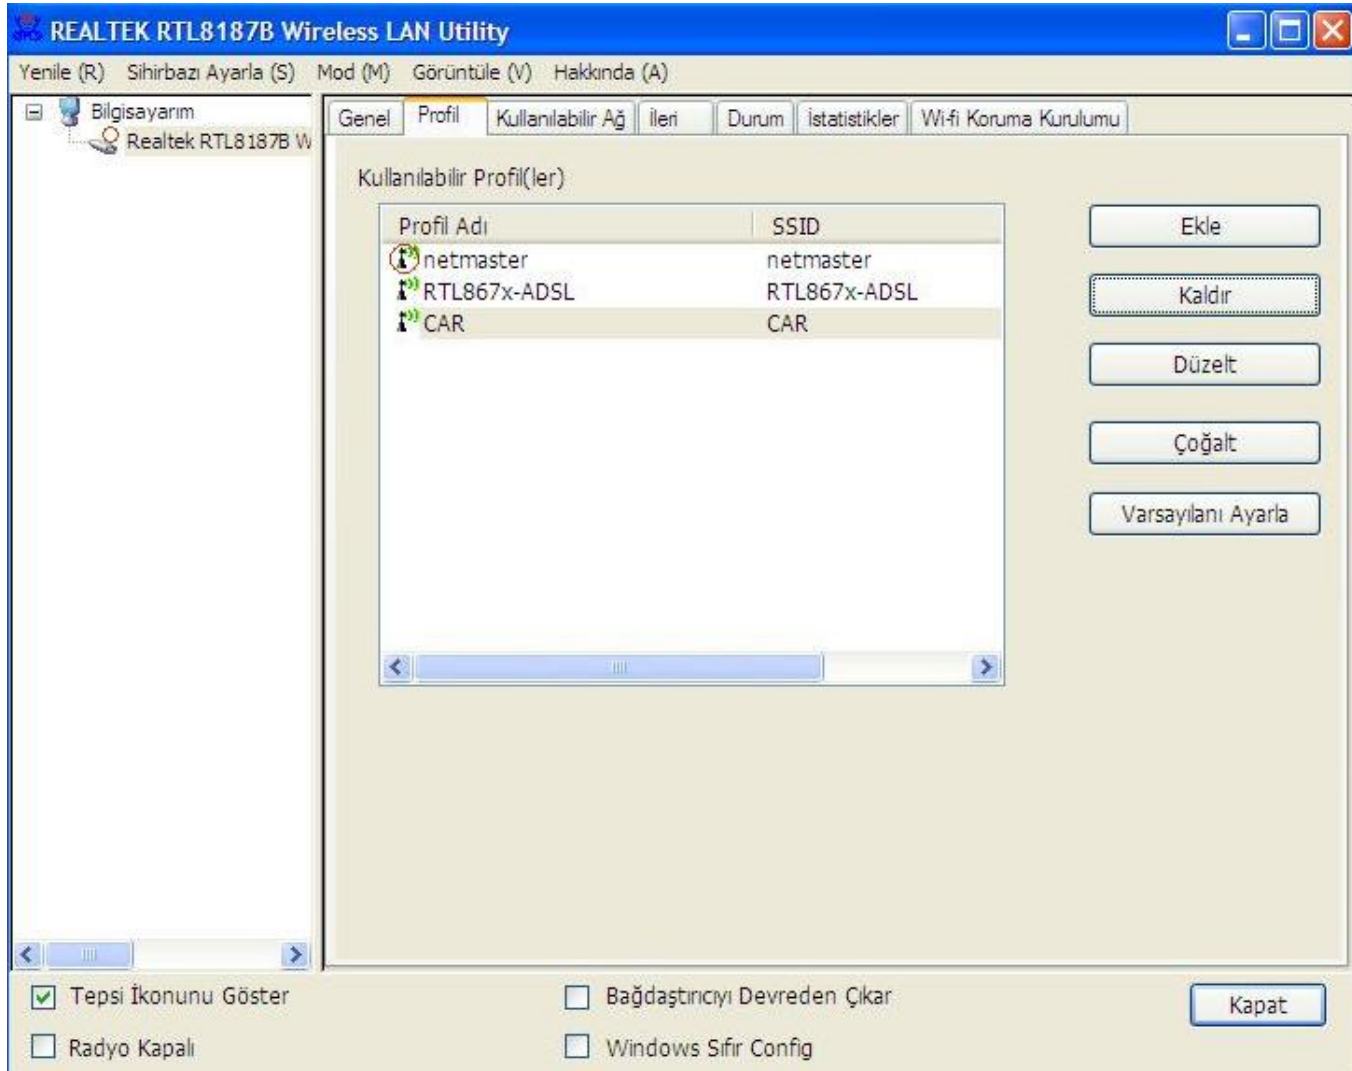 REALTEK RTL8187B Wireless LAN Utility
Yenile (R) Sihirbazı Ayarla (S) Mod (M) Görüntüle (V) Hakkında (A)
Bilgisayarım
Realtek RTL8187B W
Genel Profil Kullanılabilir Ağ İleri Durum İstatistikler Wi-fi Koruma Kurulumu
Kullanılabilir Profil(ler)
Profil Adı SSID
netmaster netmaster
RTL867x-ADSL RTL867x-ADSL
CAR CAR
Ekle
Kaldır
Düzelt
Çoğalt
Varsayılanı Ayarla
Tepsi İkonunu Göster Bağdaştırıcıyı Devreden Çıkar
Kapat
Radyo Kapalı Windows Sıfır Config